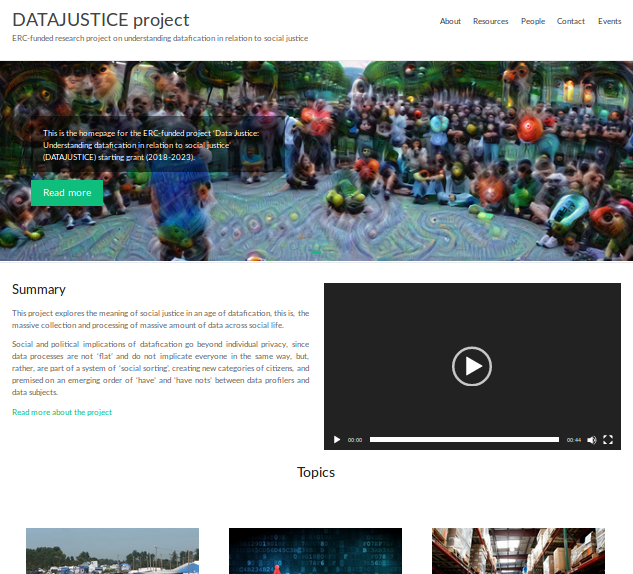 DATAJUSTICE project
ERC-funded research project on understanding datafication in relation to social justice
About Resources People Contact Events
This is the homepage for the ERC-funded project 'Data Justice:
Understanding datafication in relation to social justice'
(DATAJUSTICE) starting grant (2018-2023).
Read more
Summary
This project explores the meaning of social justice in an age of datafication, this is, the
massive collection and processing of massive amount of data across social life.
Social and political implications of datafication go beyond individual privacy, since
data processes are not 'flat' and do not implicate everyone in the same way, but,
rather, are part of a system of 'social sorting', creating new categories of citizens, and
premised on an emerging order of 'have' and 'have nots' between data profilers and
data subjects.
Read more about the project
00:00
00:44
Topics